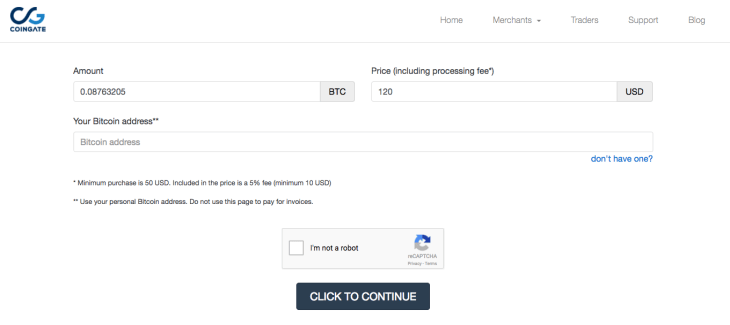 COINGATE
Home Merchants Traders Support Blog
Amount Price (including processing fee*)
0.08763205 BTC 120 USD
Your Bitcoin address**
Bitcoin address
don't have one?
* Minimum purchase is 50 USD. Included in the price is a 5% fee (minimum 10 USD)
** Use your personal Bitcoin address. Do not use this page to pay for invoices.
I'm not a robot
reCAPTCHA
Privacy - Terms
CLICK TO CONTINUE